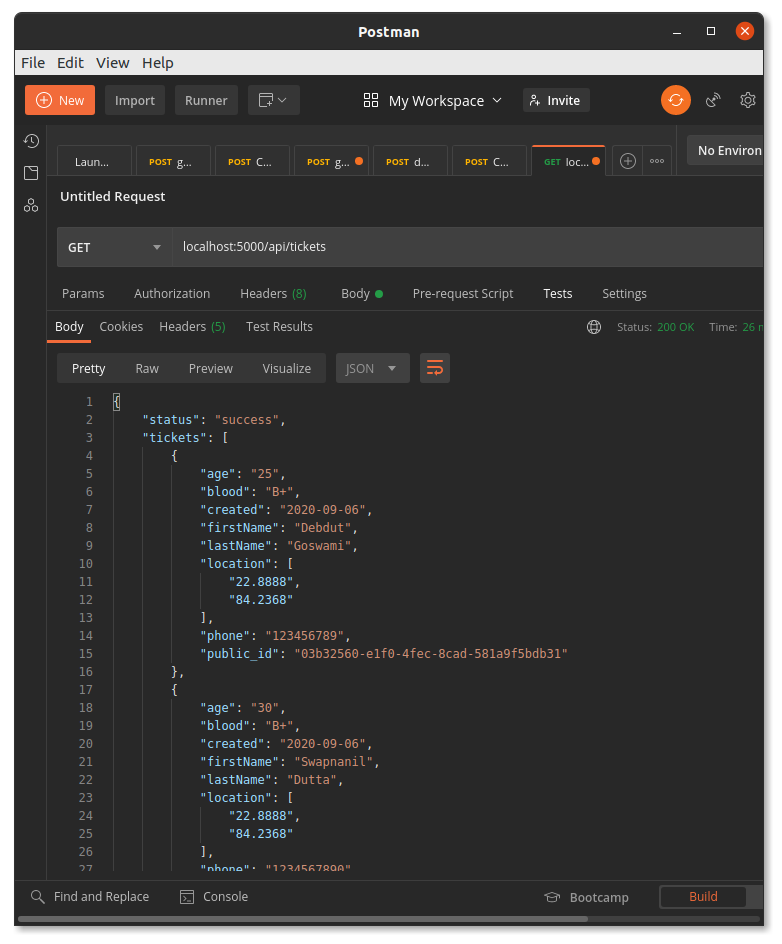 Postman
File Edit View Help
New Import Runner My Workspace Invite
Laun... POST g... POST C... POST g... POST d... POST C... GET loc... No Environ
Untitled Request
GET localhost:5000/api/tickets
Params Authorization Headers (8) Body Pre-request Script Tests Settings
Body Cookies Headers (5) Test Results Status: 200 OK Time: 26 m
Pretty Raw Preview Visualize JSON
1 {
2 "status": "success",
3 "tickets": [
4 {
5 "age": "25",
6 "blood": "B+",
7 "created": "2020-09-06",
8 "firstName": "Debdut",
9 "lastName": "Goswami",
10 "location": [
11 "22.8888",
12 "84.2368"
13 ],
14 "phone": "123456789",
15 "public_id": "03b32560-e1f0-4fec-8cad-581a9f5bdb31"
16 },
17 {
18 "age": "30",
19 "blood": "B+",
20 "created": "2020-09-06",
21 "firstName": "Swapnanil",
22 "lastName": "Dutta",
23 "location": [
24 "22.8888",
25 "84.2368"
26 ],
27 "phone": "1234567890"
Find and Replace Console Bootcamp Build